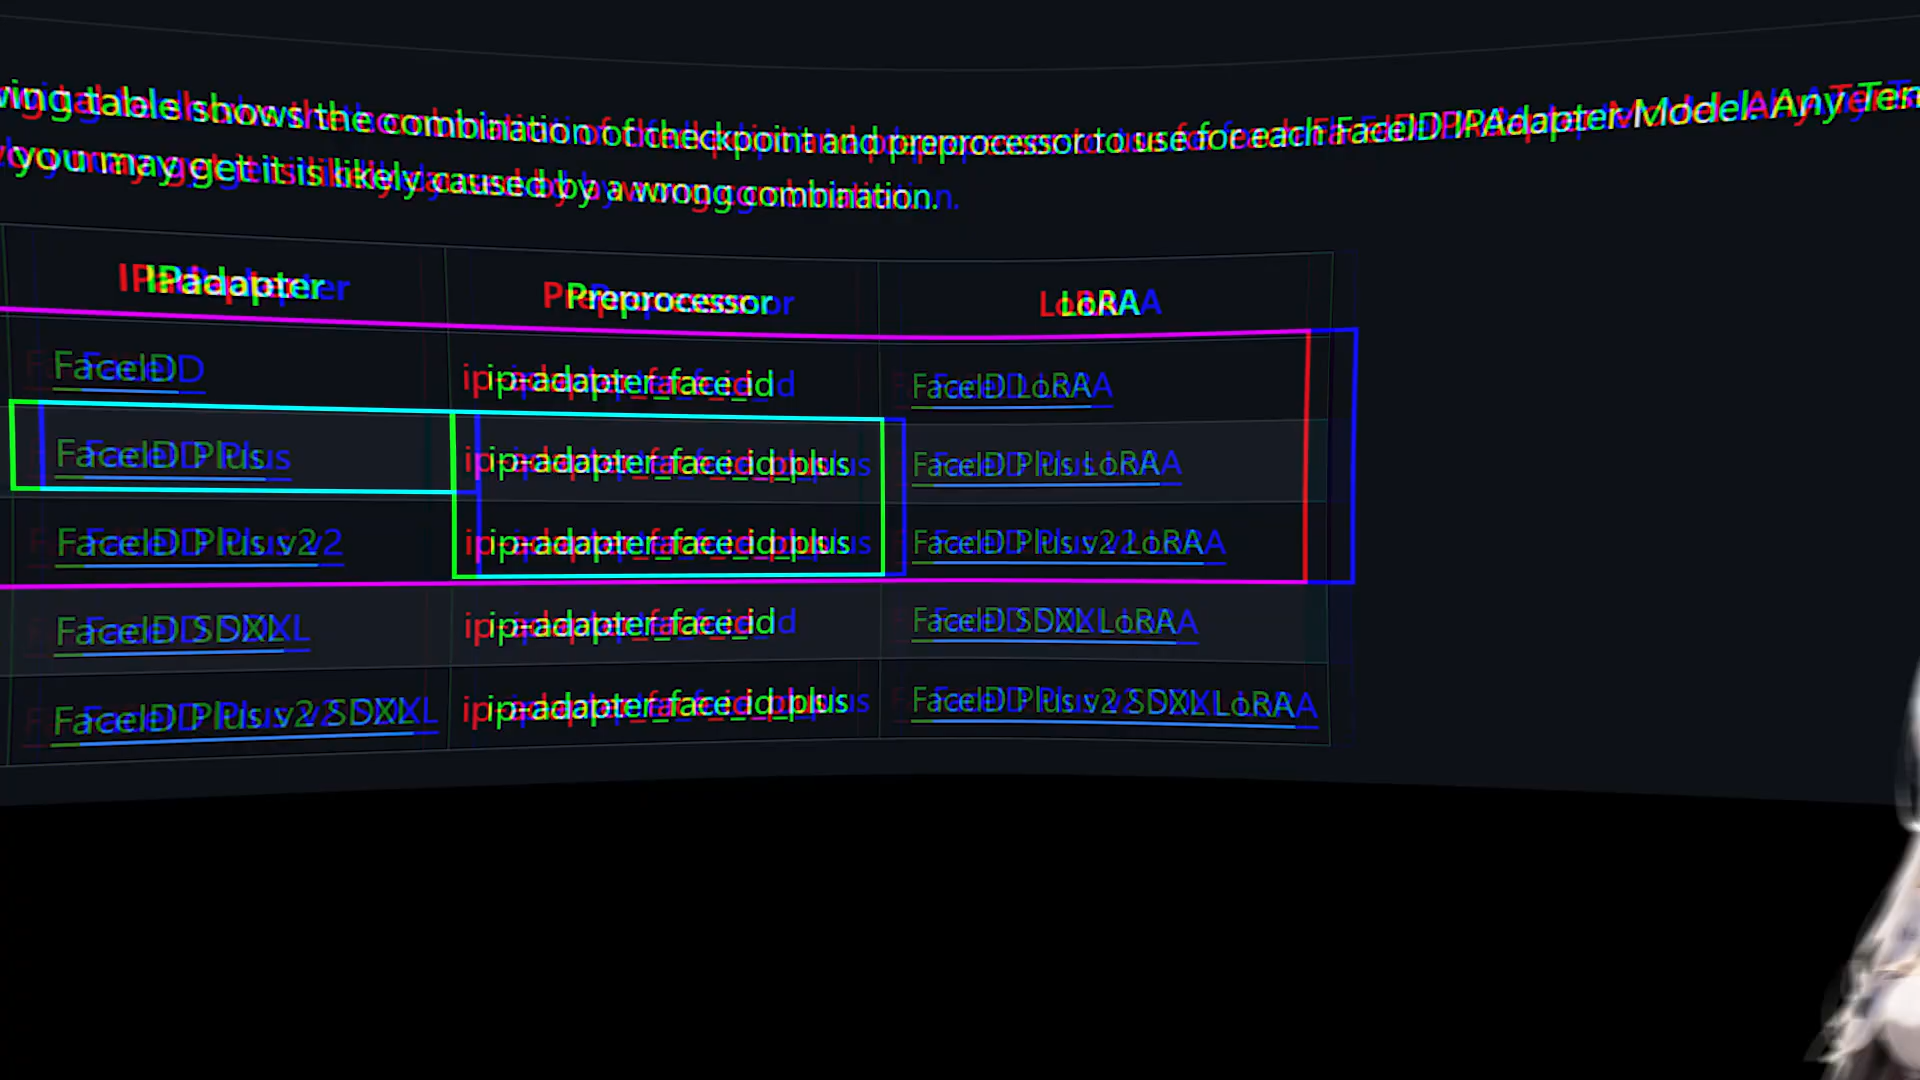 wing table shows the combination of checkpoint and preprocessor to use for each FaceID IPAdapter Model. Any Ten
you may get it is likely caused by a wrong combination.
IPadapter Preprocessor LoRA
FaceID ip-adapter_face_id FaceID LoRA
FaceID Plus ip-adapter_face_id_plus FaceID Plus LoRA
FaceID Plus v2 ip-adapter_face_id_plus FaceID Plus v2 LoRA
FaceID SDXL ip-adapter_face_id FaceID SDXL LoRA
FaceID Plus v2 SDXL ip-adapter_face_id_plus FaceID Plus v2 SDXL LoRA